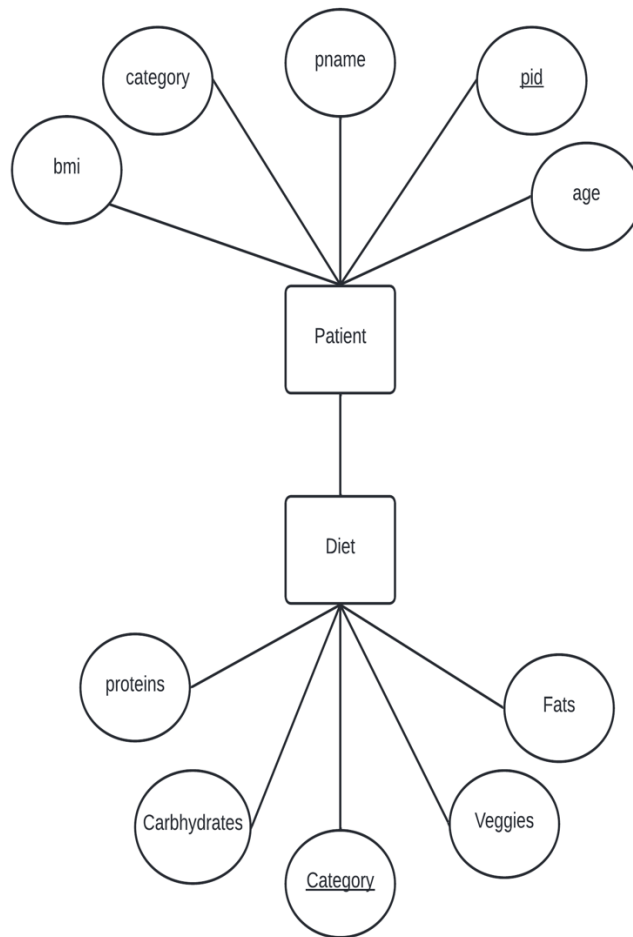 pname
category
pid
bmi
age
Patient
Diet
proteins
Fats
Carbhydrates
Veggies
Category